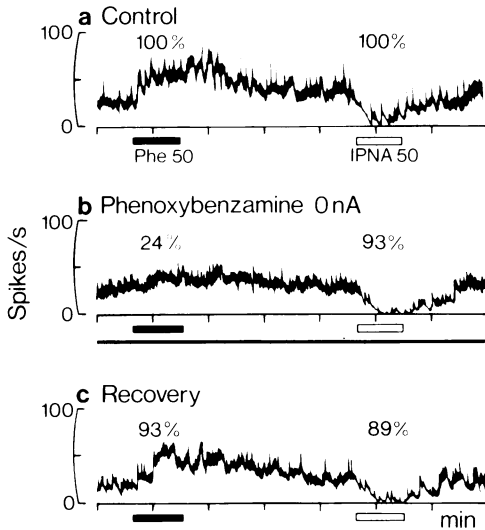 a Control
100%
100%
100
0
Phe 50
IPNA 50
b Phenoxybenzamine 0 nA
24%
93%
100
0
Spikes/s
c Recovery
93%
89%
100
0
min